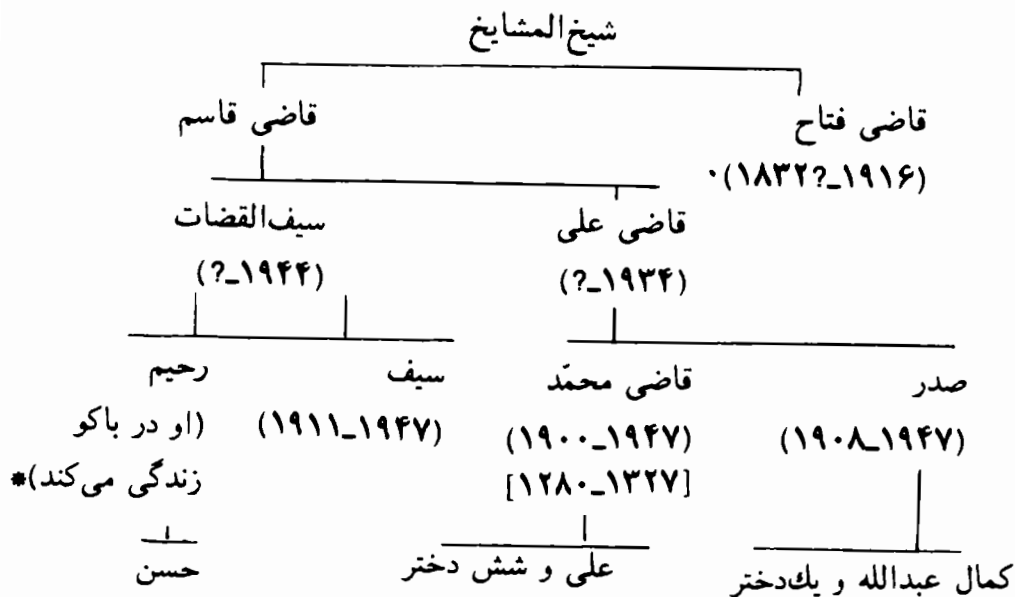 شیخ‌المشایخ
قاضی فتاح
(۱۸۳۲?_۱۹۱۶)
قاضی قاسم
قاضی علی
(?_۱۹۳۴)
سیف‌القضات
(?_۱۹۴۴)
صدر
(۱۹۰۸_۱۹۴۷)
قاضی محمّد
(۱۹۰۰_۱۹۴۷)
[۱۲۸۰_۱۳۲۷]
سیف
(۱۹۱۱_۱۹۴۷)
رحیم
(او در باکو
زندگی می‌کند)*
کمال عبدالله و یك‌دختر
علی و شش دختر
حسن